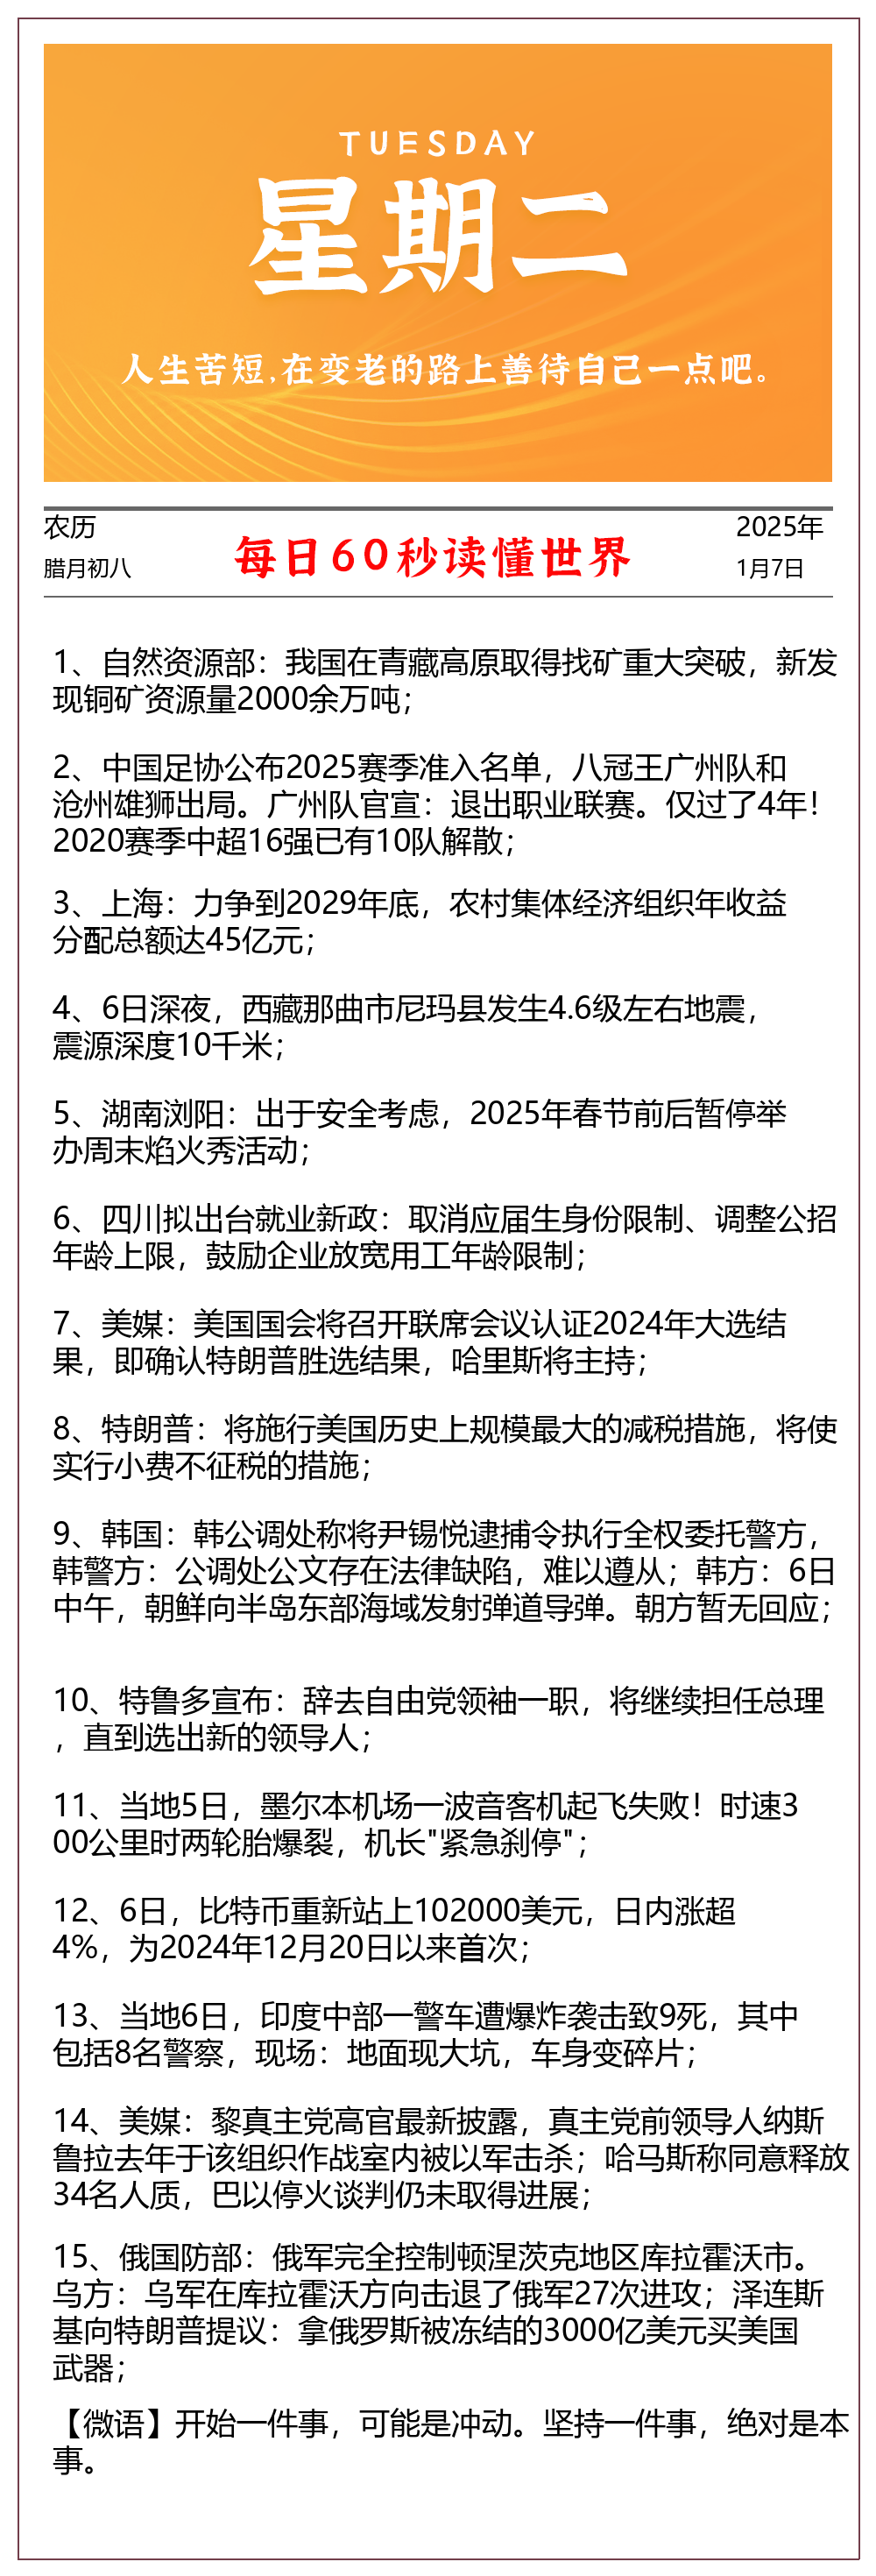 TUESDAY
星期二
人生苦短,在变老的路上善待自己一点吧。
农历
腊月初八
每日60秒读懂世界
2025年
1月7日
1、自然资源部：我国在青藏高原取得找矿重大突破，新发
现铜矿资源量2000余万吨；
2、中国足协公布2025赛季准入名单，八冠王广州队和
沧州雄狮出局。广州队官宣：退出职业联赛。仅过了4年！
2020赛季中超16强已有10队解散；
3、上海：力争到2029年底，农村集体经济组织年收益
分配总额达45亿元；
4、6日深夜，西藏那曲市尼玛县发生4.6级左右地震，
震源深度10千米；
5、湖南浏阳：出于安全考虑，2025年春节前后暂停举
办周末焰火秀活动；
6、四川拟出台就业新政：取消应届生身份限制、调整公招
年龄上限，鼓励企业放宽用工年龄限制；
7、美媒：美国国会将召开联席会议认证2024年大选结
果，即确认特朗普胜选结果，哈里斯将主持；
8、特朗普：将施行美国历史上规模最大的减税措施，将使
实行小费不征税的措施；
9、韩国：韩公调处称将尹锡悦逮捕令执行全权委托警方，
韩警方：公调处公文存在法律缺陷，难以遵从；韩方：6日
中午，朝鲜向半岛东部海域发射弹道导弹。朝方暂无回应；
10、特鲁多宣布：辞去自由党领袖一职，将继续担任总理
，直到选出新的领导人；
11、当地5日，墨尔本机场一波音客机起飞失败！时速3
00公里时两轮胎爆裂，机长"紧急刹停"；
12、6日，比特币重新站上102000美元，日内涨超
4%，为2024年12月20日以来首次；
13、当地6日，印度中部一警车遭爆炸袭击致9死，其中
包括8名警察，现场：地面现大坑，车身变碎片；
14、美媒：黎真主党高官最新披露，真主党前领导人纳斯
鲁拉去年于该组织作战室内被以军击杀；哈马斯称同意释放
34名人质，巴以停火谈判仍未取得进展；
15、俄国防部：俄军完全控制顿涅茨克地区库拉霍沃市。
乌方：乌军在库拉霍沃方向击退了俄军27次进攻；泽连斯
基向特朗普提议：拿俄罗斯被冻结的3000亿美元买美国
武器；
【微语】开始一件事，可能是冲动。坚持一件事，绝对是本
事。